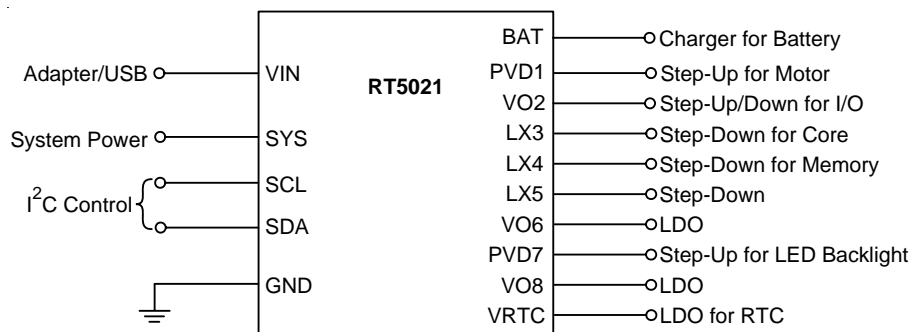 BAT Charger for Battery
Adapter/USB VIN PVD1 Step-Up for Motor
RT5021
VO2 Step-Up/Down for I/O
System Power SYS LX3 Step-Down for Core
LX4 Step-Down for Memory
SCL
I²C Control
LX5 Step-Down
SDA VO6 LDO
PVD7 Step-Up for LED Backlight
GND VO8 LDO
VRTC LDO for RTC